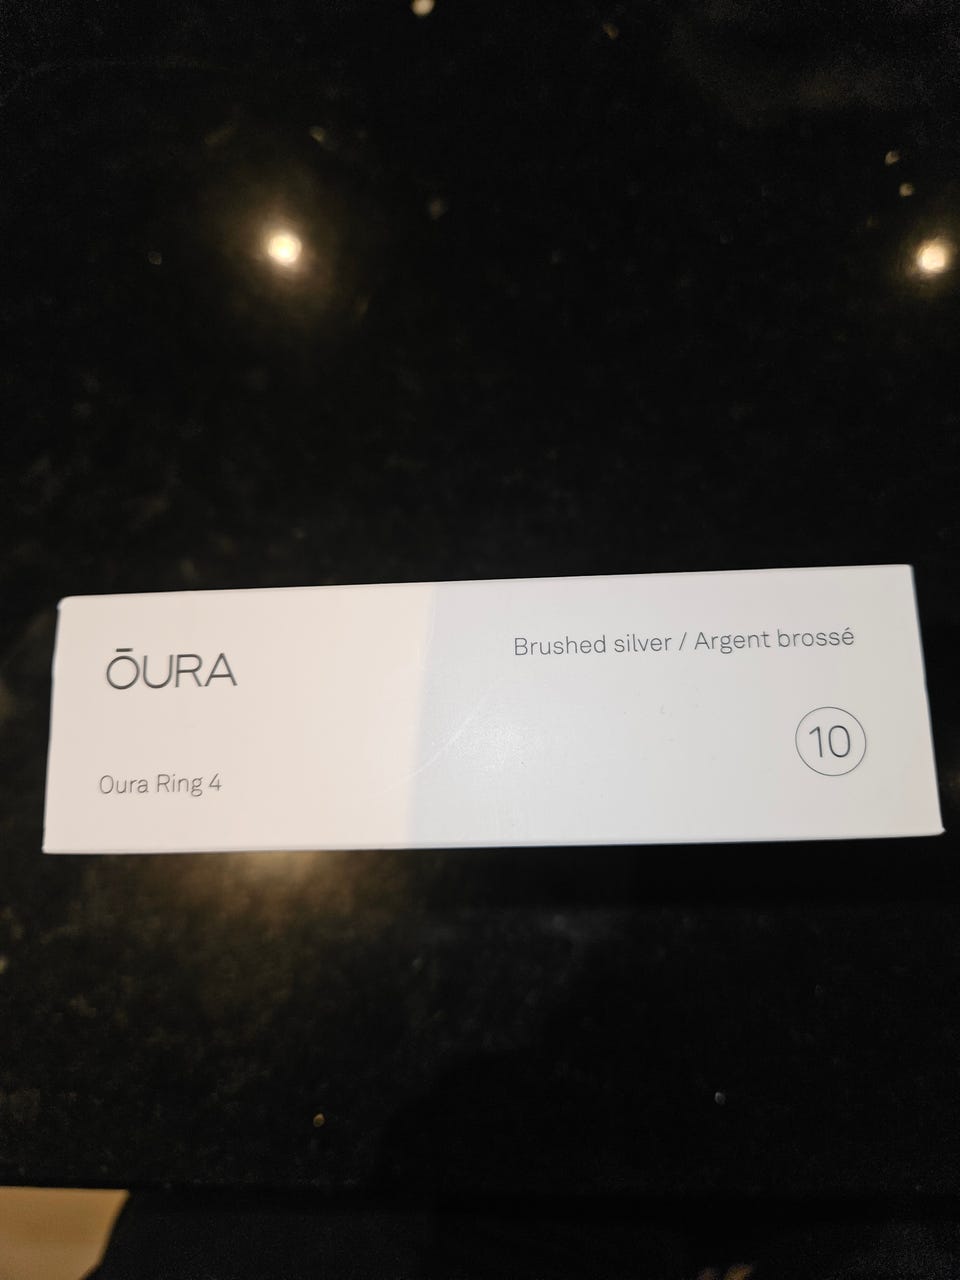 ŌURA
Brushed silver / Argent brossé
10
Oura Ring 4